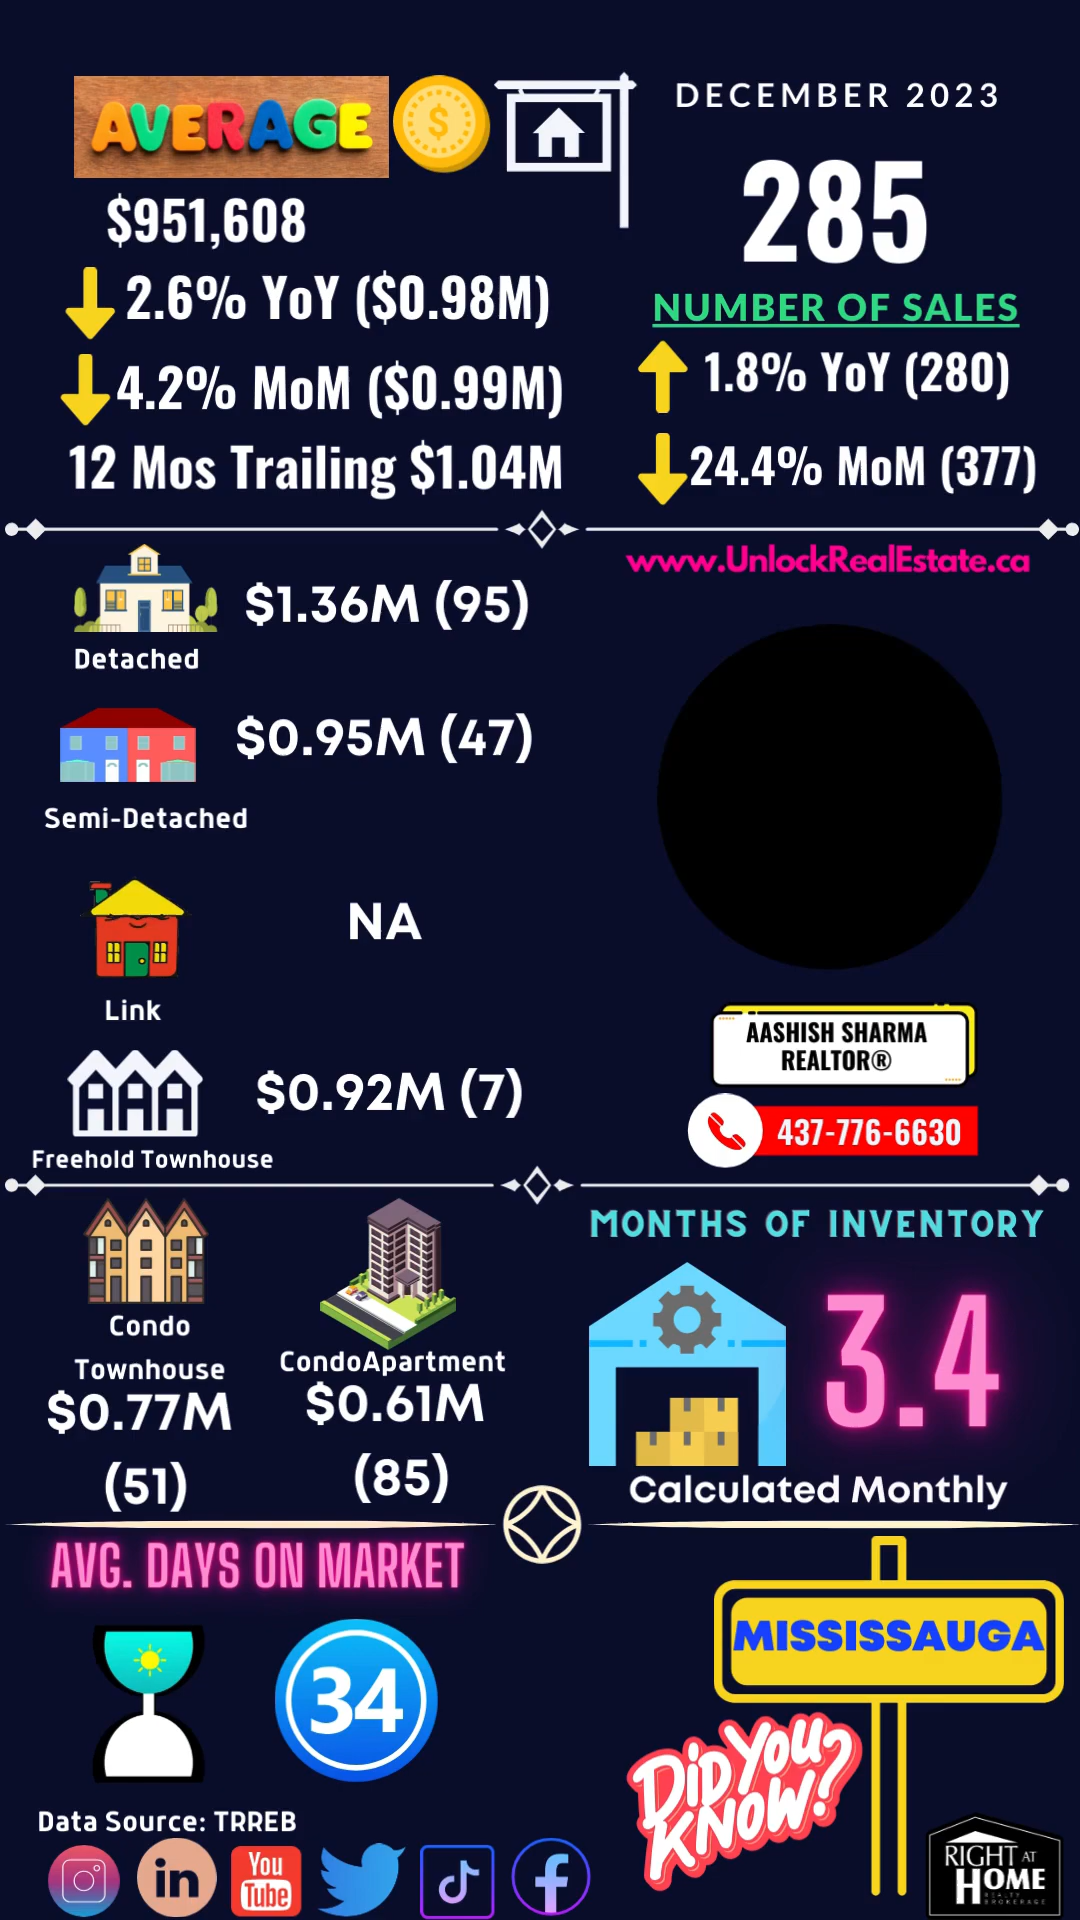 AVERAGE
$
DECEMBER 2023
$951,608
2.6% YoY ($0.98M)
4.2% MoM ($0.99M)
12 Mos Trailing $1.04M
285
NUMBER OF SALES
1.8% YoY (280)
24.4% MoM (377)
www.UnlockRealEstate.ca
$1.36M (95)
Detached
$0.95M (47)
Semi-Detached
NA
Link
$0.92M (7)
Freehold Townhouse
AASHISH SHARMA
REALTOR®
437-776-6630
Condo
Townhouse
$0.77M
(51)
CondoApartment
$0.61M
(85)
MONTHS OF INVENTORY
3.4
Calculated Monthly
AVG. DAYS ON MARKET
34
MISSISSAUGA
DiD YOU
KNOW?
Data Source: TRREB
in
You
Tube
RIGHT AT
HOME
REALTY
BROKERAGE